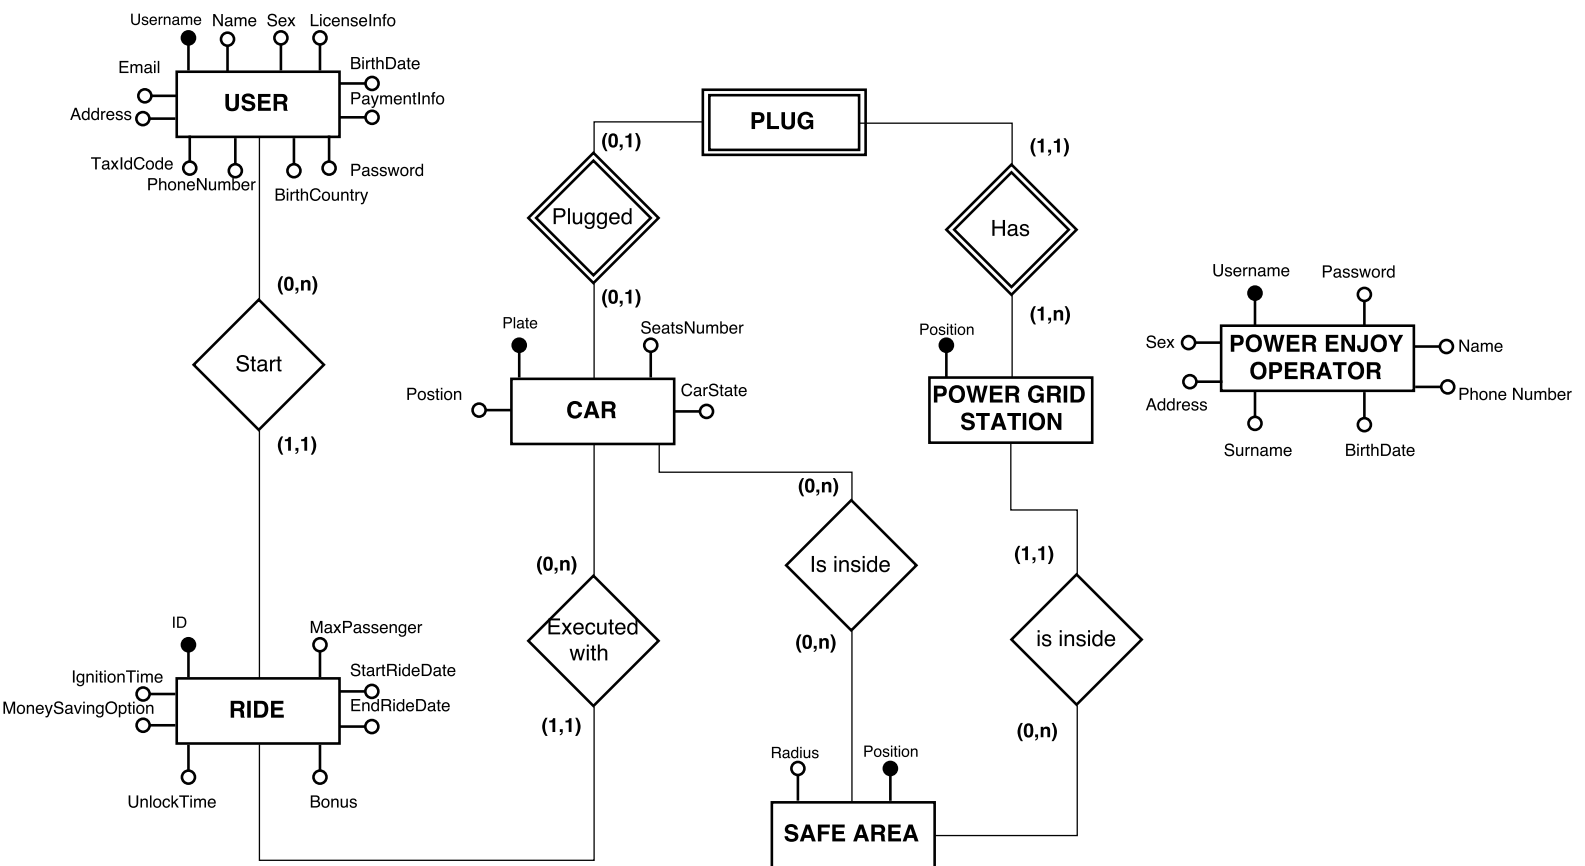 Username
Name
Sex
LicenseInfo
Email
BirthDate
USER
PaymentInfo
Address
TaxIdCode
PhoneNumber
BirthCountry
Password
(0,n)
Start
(1,1)
ID
MaxPassenger
IgnitionTime
StartRideDate
MoneySavingOption
EndRideDate
RIDE
UnlockTime
Bonus
PLUG
(0,1)
Plugged
(0,1)
(1,1)
Has
(1,n)
Plate
SeatsNumber
Postion
CAR
CarState
Position
POWER GRID
STATION
(0,n)
Executed
with
(1,1)
(0,n)
Is inside
(0,n)
(1,1)
is inside
(0,n)
Radius
Position
SAFE AREA
Username
Password
Sex
POWER ENJOY
OPERATOR
Name
Address
Phone Number
Surname
BirthDate